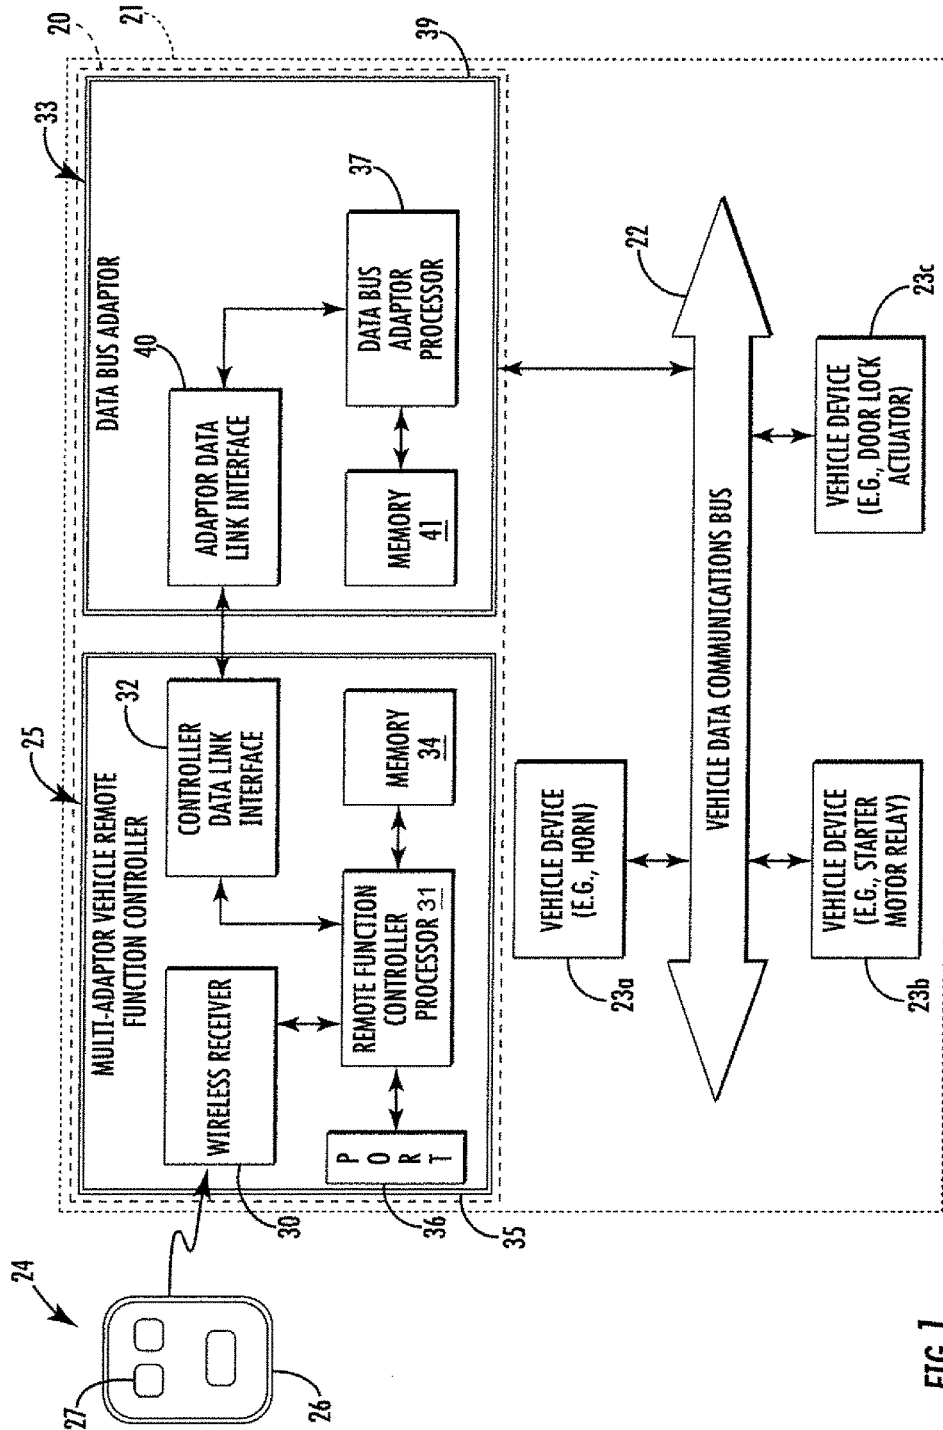 24
27
26
25
33
20
21
MULTI-ADAPTOR VEHICLE REMOTE
FUNCTION CONTROLLER
WIRELESS RECEIVER
30
32
CONTROLLER
DATA LINK
INTERFACE
P
O
R
T
36
35
REMOTE FUNCTION
CONTROLLER
PROCESSOR 31
MEMORY
34
DATA BUS ADAPTOR
40
ADAPTOR DATA
LINK INTERFACE
MEMORY
41
37
DATA BUS
ADAPTOR
PROCESSOR
39
VEHICLE DEVICE
(E.G., HORN)
23a
22
VEHICLE DATA COMMUNICATIONS BUS
VEHICLE DEVICE
(E.G., STARTER
MOTOR RELAY)
23b
VEHICLE DEVICE
(E.G., DOOR LOCK
ACTUATOR)
23c
FIG. 1